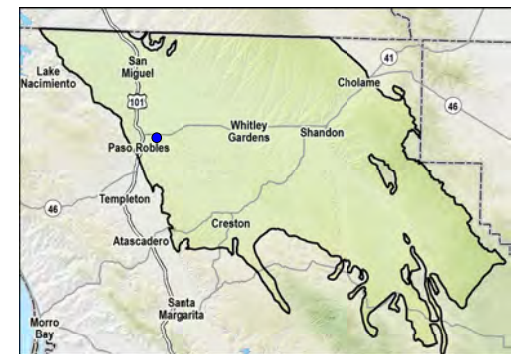 San
Miguel
41
Lake
Nacimiento
Cholame
101
46
Whitley
Gardens
Shandon
Paso Robles
Templeton
46
Creston
Atascadero
Santa
Margarita
Morro
Bay